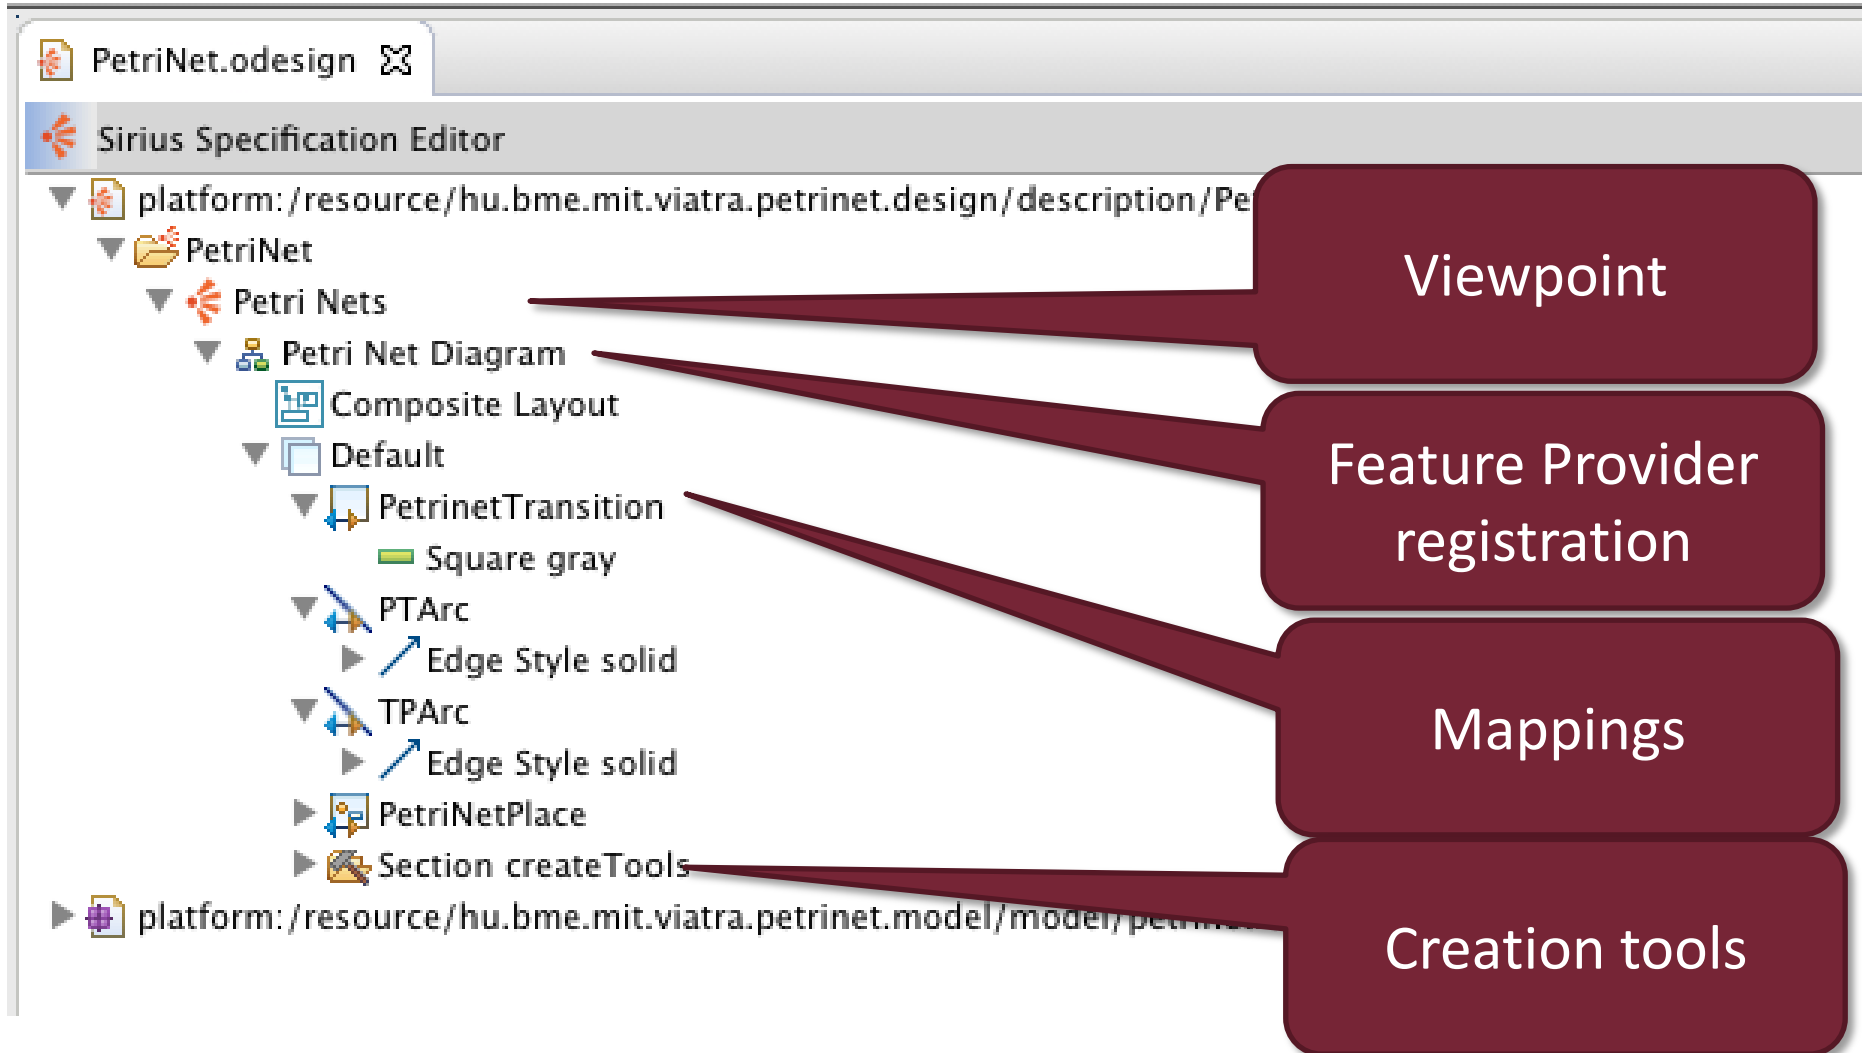 PetriNet.odesign
Sirius Specification Editor
platform:/resource/hu.bme.mit.viatra.petrinet.design/description/Pe
PetriNet
Petri Nets
Petri Net Diagram
Composite Layout
Default
PetrinetTransition
Square gray
PTArc
Edge Style solid
TPArc
Edge Style solid
PetriNetPlace
Section createTools
platform:/resource/hu.bme.mit.viatra.petrinet.model/model/
Viewpoint
Feature Provider
registration
Mappings
Creation tools